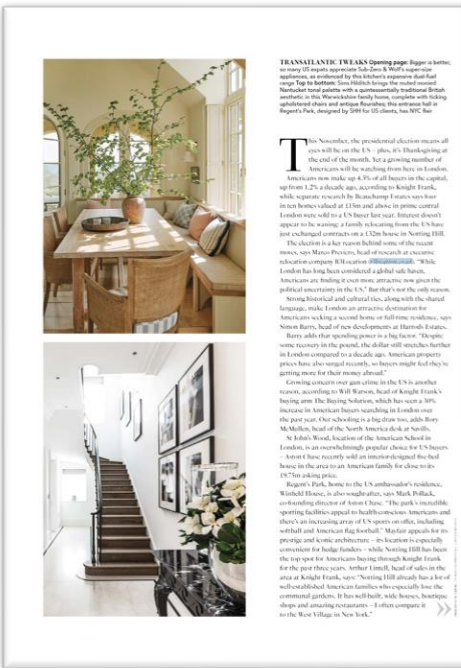 TRANSATLANTIC TWEAKS Opening page: Bigger is better,
so many US expats appreciate Sub-Zero & Wolf's super-size
appliances, as evidenced by this kitchen's expensive dual-fuel
range Top to bottom: Sims Hilditch brings the muted monied
Nantucket tonal palette with a quintessentially traditional British
aesthetic in this Warwickshire family home, complete with ticking
upholstered chairs and antique flourishes; this entrance hall in
Regent's Park, designed by SHH for US clients, has NYC flair
This November, the presidential election means all
eyes will be on the US – plus, it's Thanksgiving at
the end of the month. Yet a growing number of
Americans will be watching from here in London.
Americans now make up 4.3% of all buyers in the capital,
up from 1.2% a decade ago, according to Knight Frank,
while separate research by Beauchamp Estates says four
in ten homes valued at £15m and above in prime central
London were sold to a US buyer last year. Interest doesn't
appear to be waning: a family relocating from the US have
just exchanged contracts on a £32m house in Notting Hill.
The election is a key reason behind some of the recent
moves, says Marco Previero, head of research at executive
relocation company R3Location "While
London has long been considered a global safe haven,
Americans are finding it even more attractive now given the
political uncertainty in the US." But that's not the only reason.
Strong historical and cultural ties, along with the shared
language, make London an attractive destination for
Americans seeking a second home or full-time residence, says
Simon Barry, head of new developments at Harrods Estates.
Barry adds that spending power is a big factor. "Despite
some recovery in the pound, the dollar still stretches further
in London compared to a decade ago. American property
prices have also surged recently, so buyers might feel they're
getting more for their money abroad."
Growing concern over gun crime in the US is another
reason, according to Will Watson, head of Knight Frank's
buying arm The Buying Solution, which has seen a 30%
increase in American buyers searching in London over
the past year. Our schooling is a big draw too, adds Rory
McMullen, head of the North America desk at Savills.
St John's Wood, location of the American School in
London, is an overwhelmingly popular choice for US buyers
– Aston Chase recently sold an interior-designed five-bed
house in the area to an American family for close to its
£9.75m asking price.
Regent's Park, home to the US ambassador's residence,
Winfield House, is also sought-after, says Mark Pollack,
co-founding director of Aston Chase. "The park's incredible
sporting facilities appeal to health-conscious Americans and
there's an increasing array of US sports on offer, including
softball and American flag football." Mayfair appeals for its
prestige and iconic architecture – its location is especially
convenient for hedge funders – while Notting Hill has been
the top spot for Americans buying through Knight Frank
for the past three years. Arthur Lintell, head of sales in the
area at Knight Frank, says "Notting Hill already has a lot of
well-established American families who especially love the
communal gardens. It has well-built, wide houses, boutique
shops and amazing restaurants – I often compare it
to the West Village in New York."